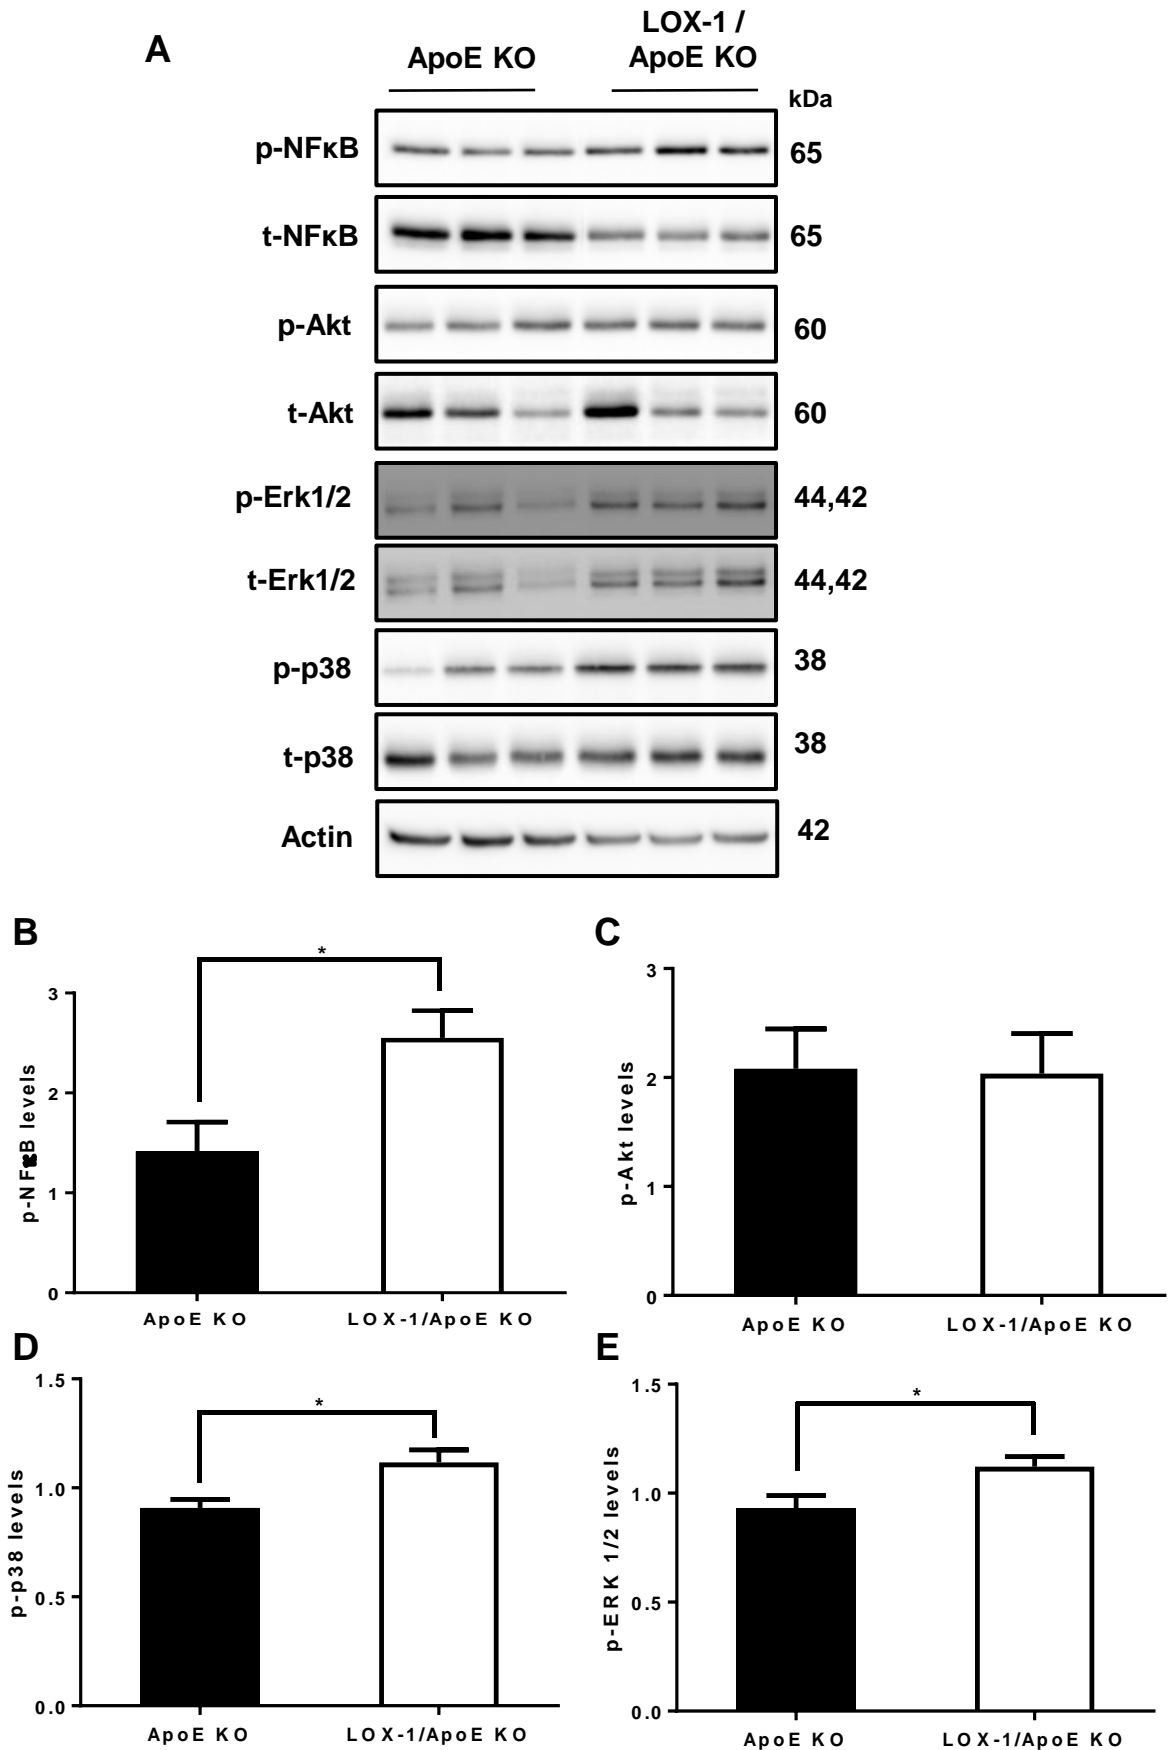 A
ApoE KO
LOX-1 /
ApoE KO
kDa
p-NFκB
65
t-NFκB
65
p-Akt
60
t-Akt
60
p-Erk1/2
44,42
t-Erk1/2
44,42
p-p38
38
t-p38
38
Actin
42
B
*
3
2
1
0
p-NFκB levels
ApoE KO
LOX-1/ApoE KO
C
3
2
1
0
p-Akt levels
ApoE KO
LOX-1/ApoE KO
D
*
1.5
1.0
0.5
0.0
p-p38 levels
ApoE KO
LOX-1/ApoE KO
E
*
1.5
1.0
0.5
0.0
p-ERK 1/2 levels
ApoE KO
LOX-1/ApoE KO